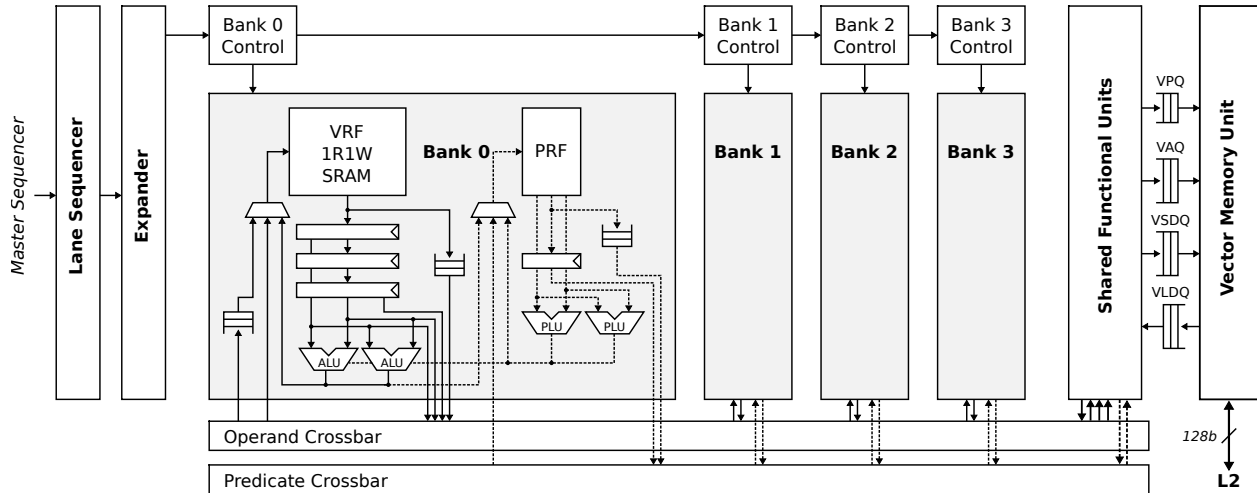 Master Sequencer
Lane Sequencer
Expander
Bank 0
Control
Bank 1
Control
Bank 2
Control
Bank 3
Control
VRF
1R1W
SRAM
Bank 0
PRF
ALU
ALU
PLU
PLU
Bank 1
Bank 2
Bank 3
Shared Functional Units
VPQ
VAQ
VSDQ
VLDQ
Vector Memory Unit
Operand Crossbar
Predicate Crossbar
128b
L2